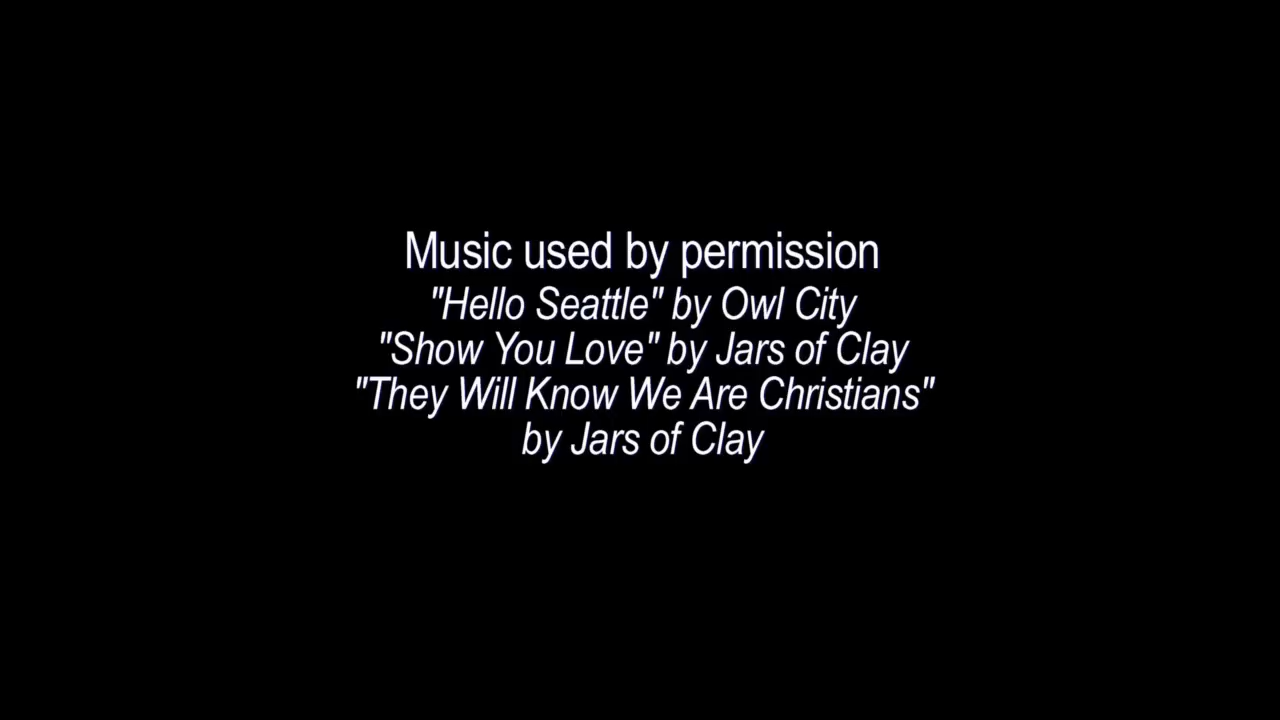 Music used by permission
"Hello Seattle" by Owl City
"Show You Love" by Jars of Clay
"They Will Know We Are Christians"
by Jars of Clay